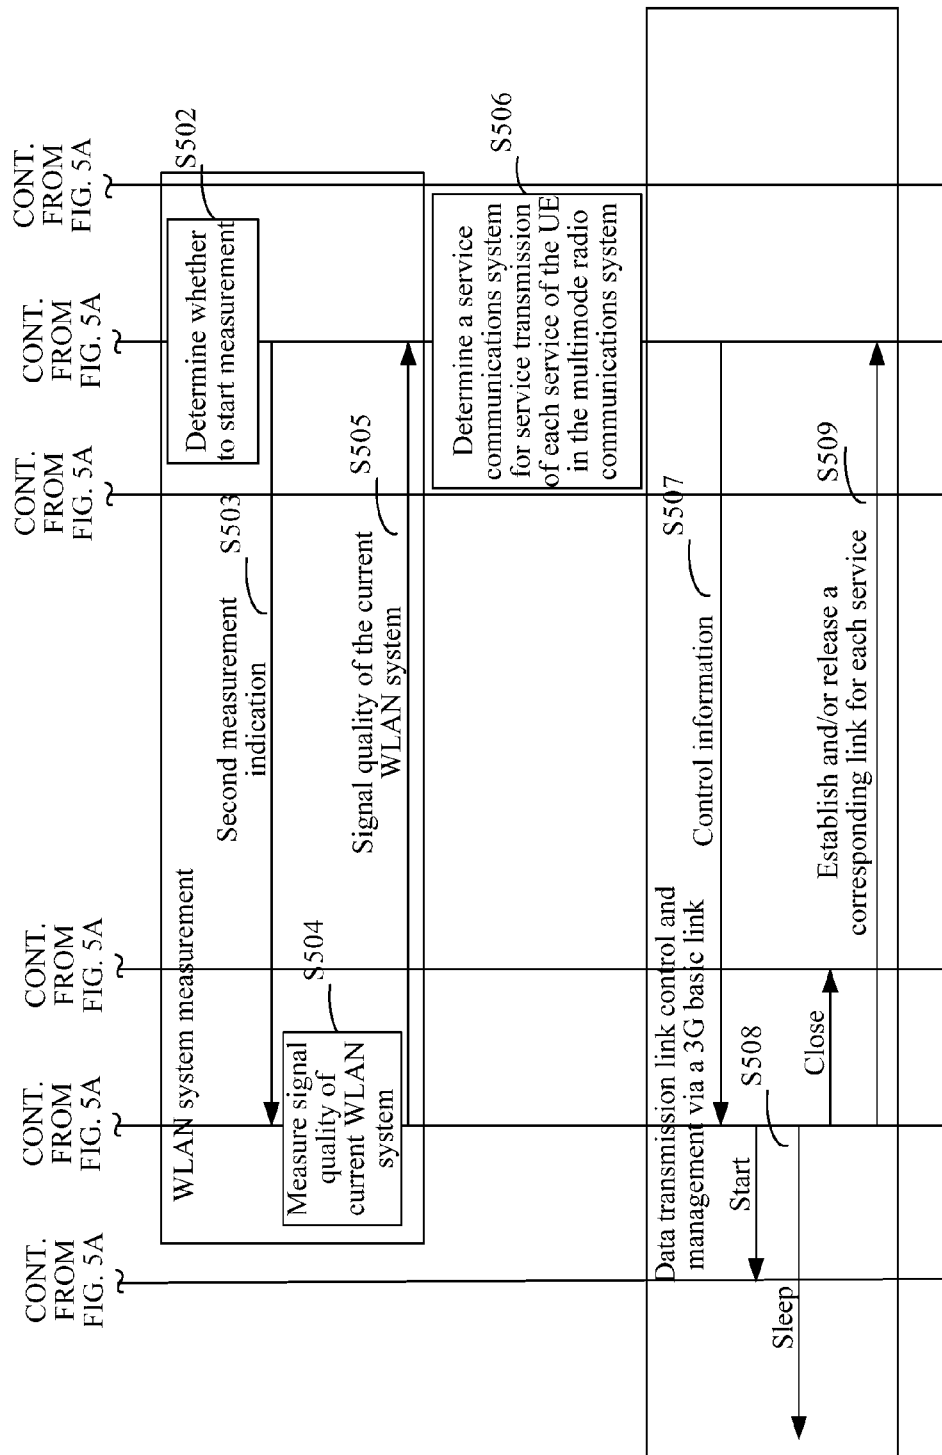 CONT.
FROM
FIG. 5A
CONT.
FROM
FIG. 5A
CONT.
FROM
FIG. 5A
CONT.
FROM
FIG. 5A
CONT.
FROM
FIG. 5A
CONT.
FROM
FIG. 5A
WLAN system measurement
Determine whether
to start measurement
S502
Second measurement
indication
S503
Measure signal
quality of
current WLAN
system
S504
Signal quality of the current
WLAN system
S505
Determine a service
communications system
for service transmission
of each service of the UE
in the multimode radio
communications system
S506
Data transmission link control and
management via a 3G basic link
Control information
S507
Start
S508
Sleep
Close
Establish and/or release a
corresponding link for each service
S509